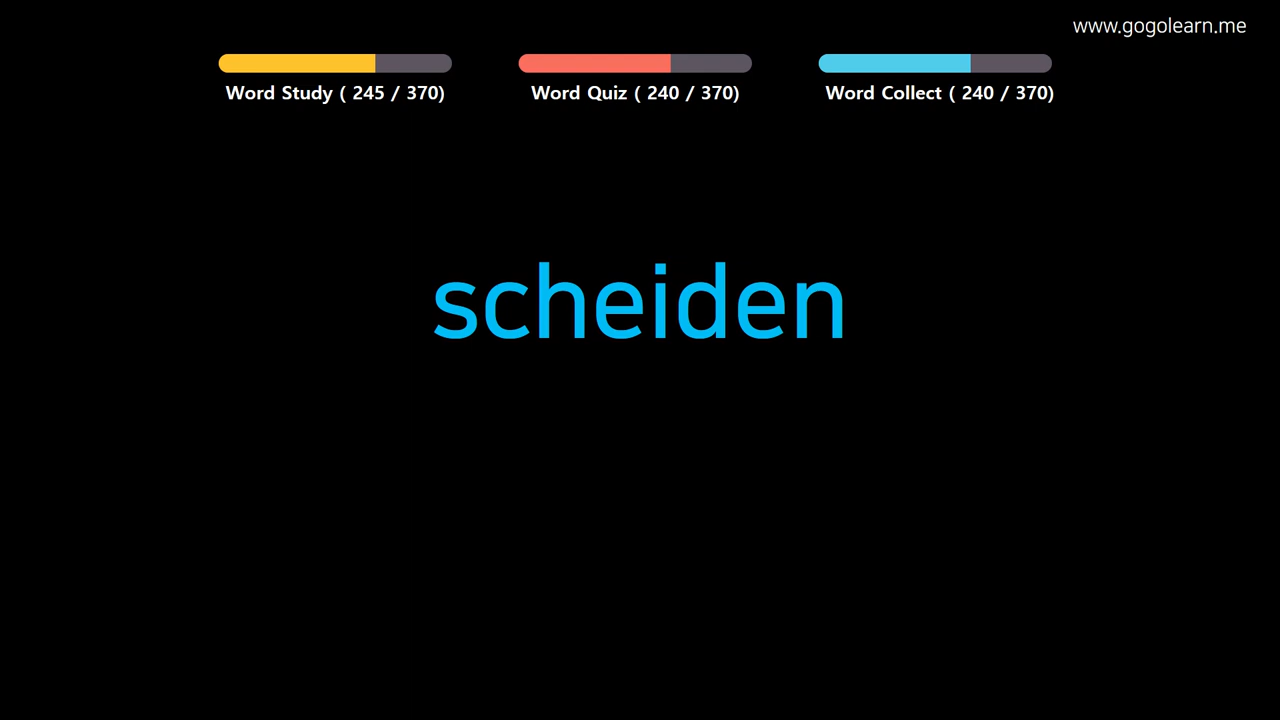 www.gogolearn.me
Word Study ( 245 / 370)
Word Quiz ( 240 / 370)
Word Collect ( 240 / 370)
scheiden